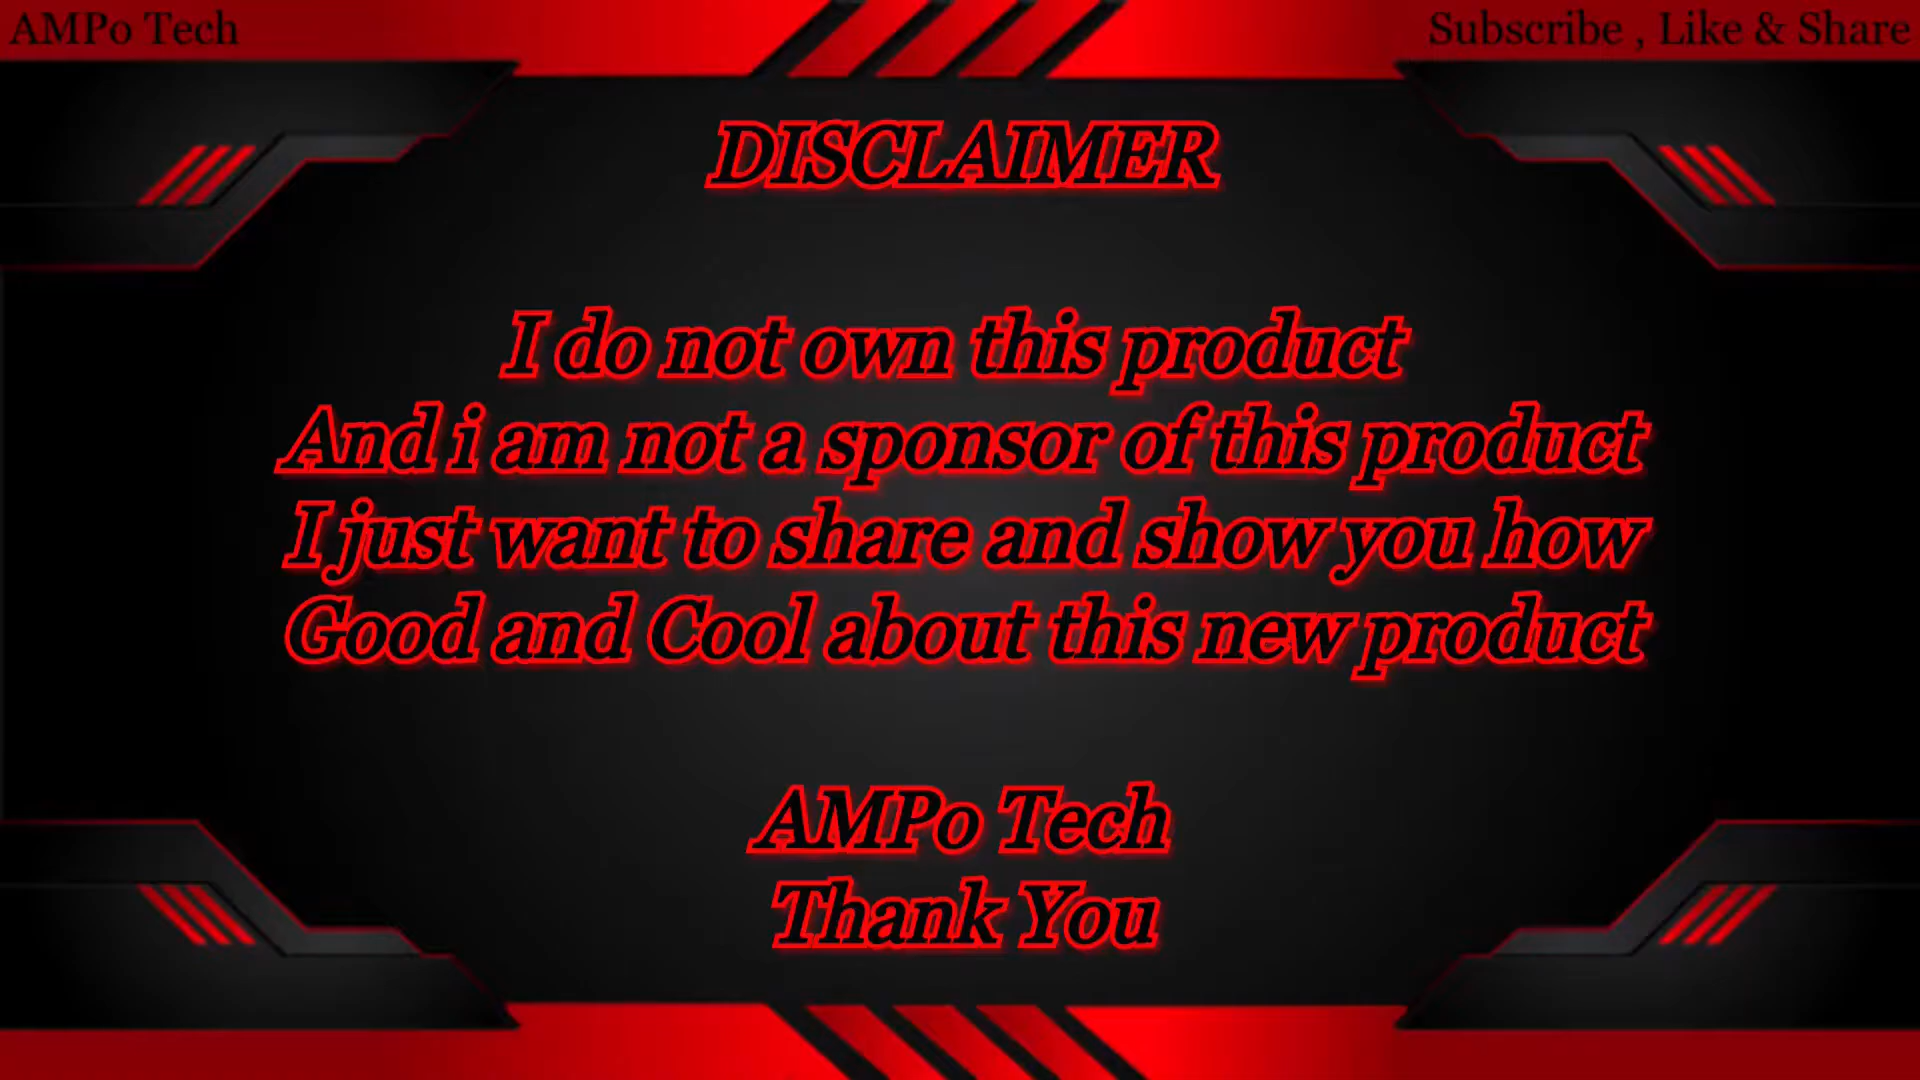 AMPo Tech
Subscribe , Like & Share
DISCLAIMER
I do not own this product
And i am not a sponsor of this product
I just want to share and show you how
Good and Cool about this new product
AMPo Tech
Thank You